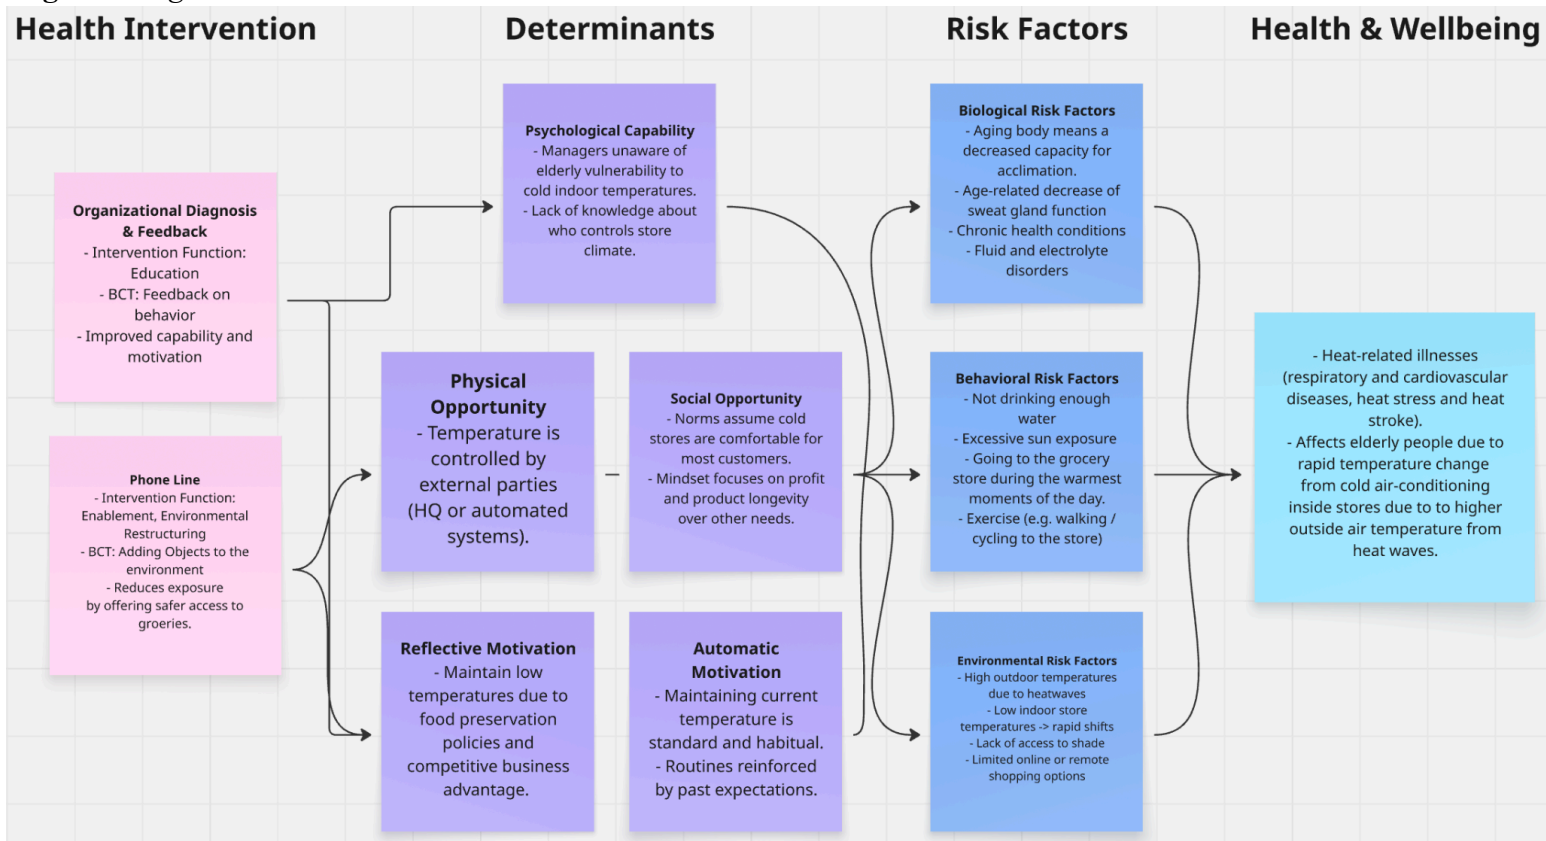 Health Intervention
Determinants
Risk Factors
Health & Wellbeing
Organizational Diagnosis
& Feedback
- Intervention Function:
Education
- BCT: Feedback on
behavior
- Improved capability and
motivation
Phone Line
- Intervention Function:
Enablement, Environmental
Restructuring
- BCT: Adding Objects to the
environment
- Reduces exposure
by offering safer access to
groeries.
Psychological Capability
- Managers unaware of
elderly vulnerability to
cold indoor temperatures.
- Lack of knowledge about
who controls store
climate.
Physical
Opportunity
- Temperature is
controlled by
external parties
(HQ or automated
systems).
Social Opportunity
- Norms assume cold
stores are comfortable for
most customers.
- Mindset focuses on profit
and product longevity
over other needs.
Reflective Motivation
- Maintain low
temperatures due to
food preservation
policies and
competitive business
advantage.
Automatic
Motivation
- Maintaining current
temperature is
standard and habitual.
- Routines reinforced
by past expectations.
Biological Risk Factors
- Aging body means a
decreased capacity for
acclimation.
- Age-related decrease of
sweat gland function
- Chronic health conditions
- Fluid and electrolyte
disorders
Behavioral Risk Factors
- Not drinking enough
water
- Excessive sun exposure
- Going to the grocery
store during the warmest
moments of the day.
- Exercise (e.g. walking /
cycling to the store)
Environmental Risk Factors
- High outdoor temperatures
due to heatwaves
- Low indoor store
temperatures -> rapid shifts
- Lack of access to shade
- Limited online or remote
shopping options
- Heat-related illnesses
(respiratory and cardiovascular
diseases, heat stress and heat
stroke).
- Affects elderly people due to
rapid temperature change
from cold air-conditioning
inside stores due to to higher
outside air temperature from
heat waves.